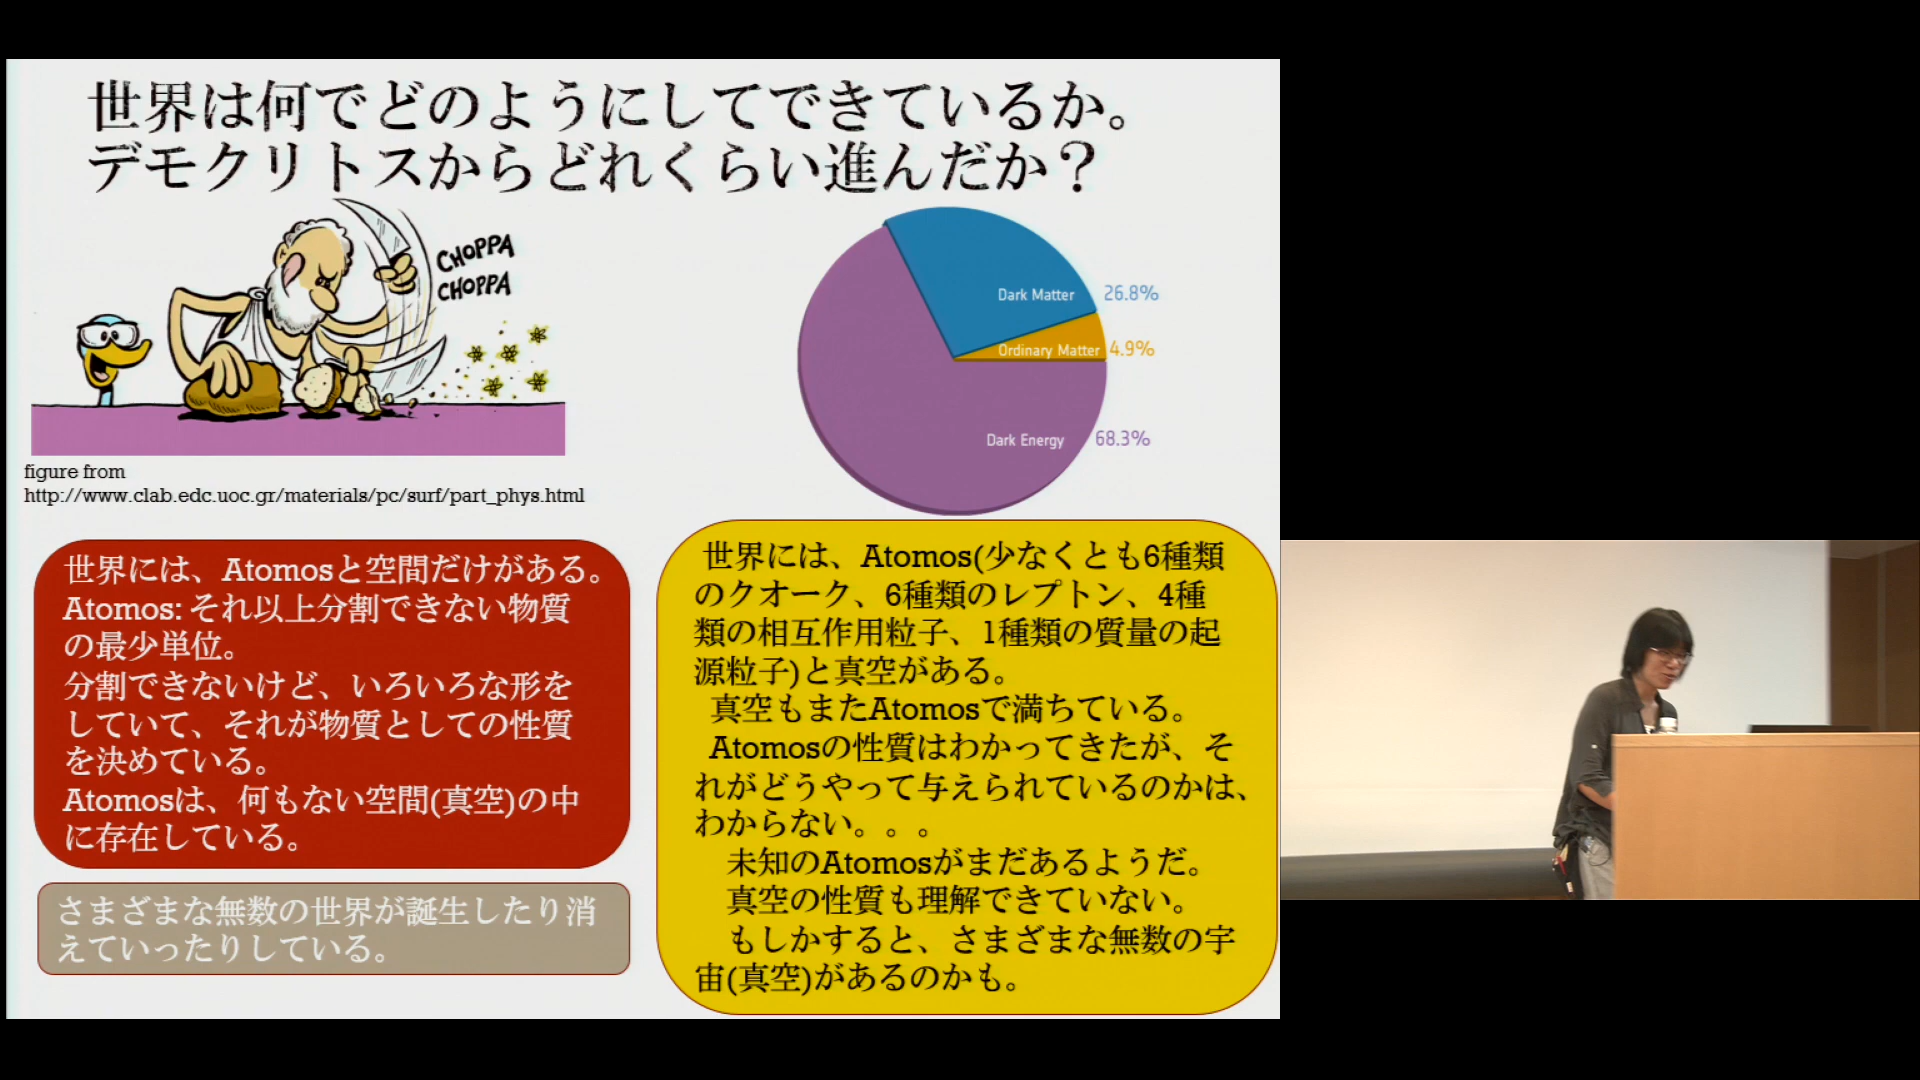 世界は何でどのようにしてできているか。
デモクリトスからどれくらい進んだか？
CHOPPA
CHOPPA
figure from
http://www.clab.edc.uoc.gr/materials/pc/surf/part_phys.html
Dark Matter 26.8%
Ordinary Matter 4.9%
Dark Energy 68.3%
世界には、Atomosと空間だけがある。
Atomos: それ以上分割できない物質
の最少単位。
分割できないけど、いろいろな形を
していて、それが物質としての性質
を決めている。
Atomosは、何もない空間(真空)の中
に存在している。
さまざまな無数の世界が誕生したり消
えていったりしている。
世界には、Atomos(少なくとも6種類
のクオーク、6種類のレプトン、4種
類の相互作用粒子、1種類の質量の起
源粒子)と真空がある。
真空もまたAtomosで満ちている。
Atomosの性質はわかってきたが、そ
れがどうやって与えられているのかは、
わからない。。。
未知のAtomosがまだあるようだ。
真空の性質も理解できていない。
もしかすると、さまざまな無数の宇
宙(真空)があるのかも。